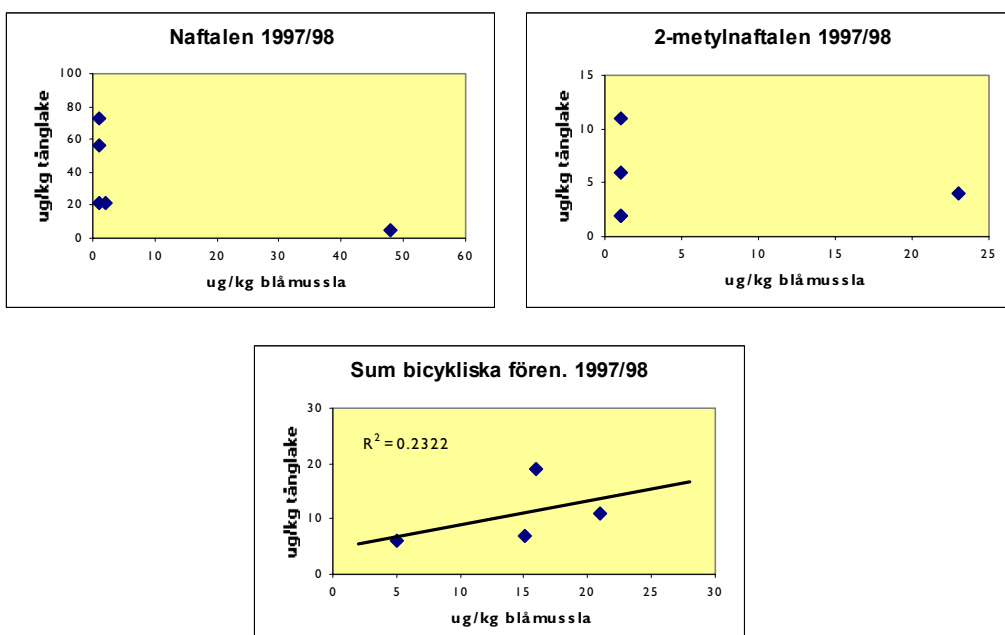 Naftalen 1997/98
ug/kg tånglake
100
80
60
40
20
0
0 10 20 30 40 50 60
ug/kg blåmussla
2-metylnaftalen 1997/98
ug/kg tånglake
15
10
5
0
0 5 10 15 20 25
ug/kg blåmussla
Sum bicykliska fören. 1997/98
ug/kg tånglake
30
20
10
0
R² = 0.2322
0 5 10 15 20 25 30
ug/kg blåmussla